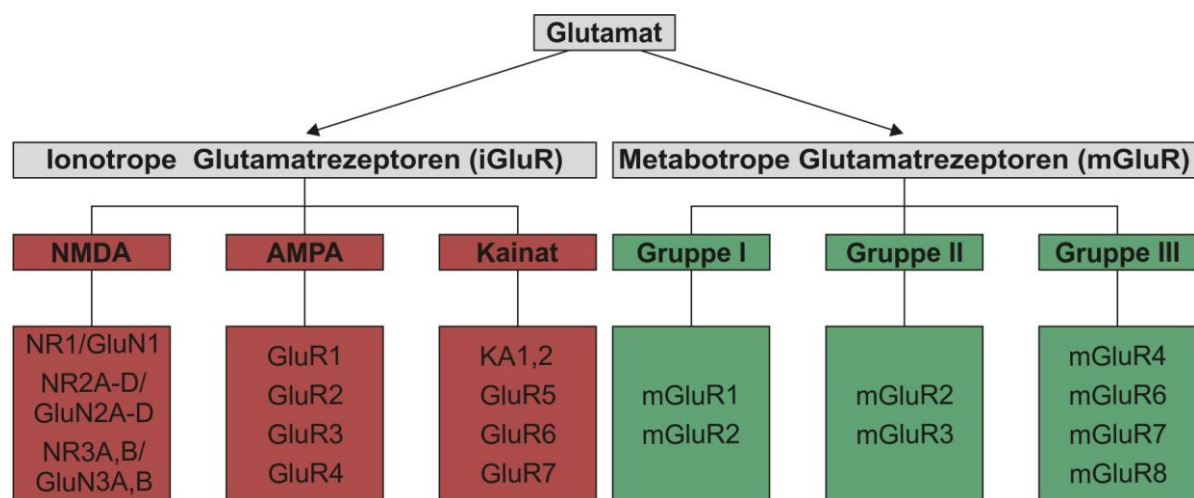 Glutamat
Ionotrope Glutamatrezeptoren (iGluR)
Metabotrope Glutamatrezeptoren (mGluR)
NMDA
AMPA
Kainat
Gruppe I
Gruppe II
Gruppe III
NR1/GluN1
NR2A-D/
GluN2A-D
NR3A,B/
GluN3A,B
GluR1
GluR2
GluR3
GluR4
KA1,2
GluR5
GluR6
GluR7
mGluR1
mGluR2
mGluR2
mGluR3
mGluR4
mGluR6
mGluR7
mGluR8